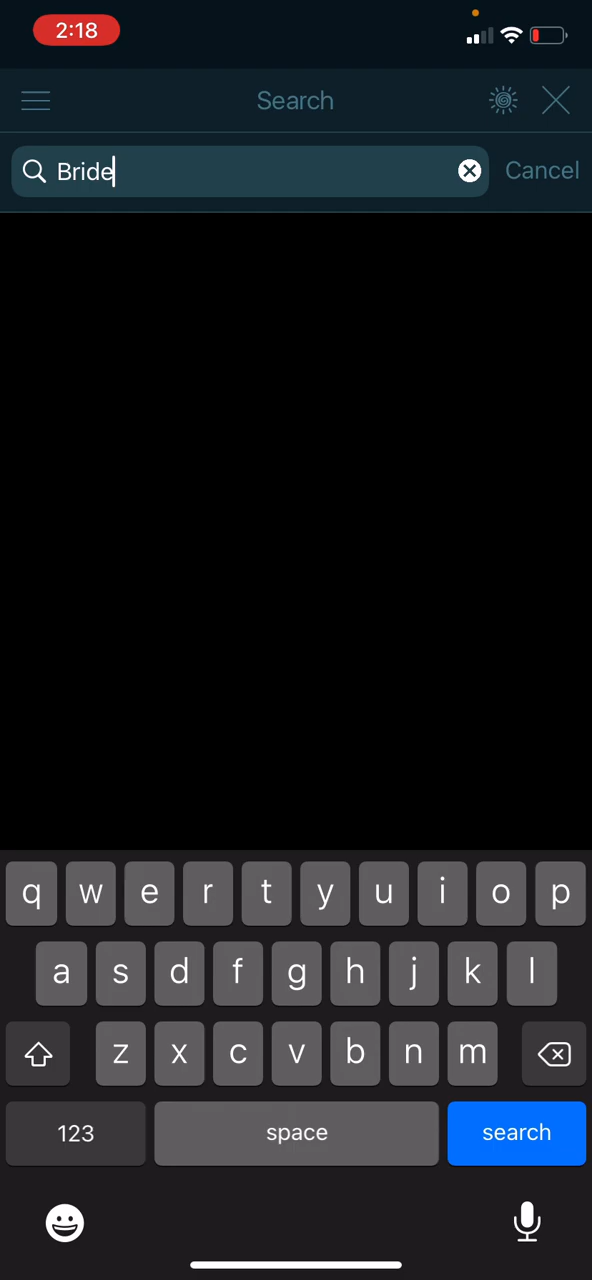 2:18
Search
Bride
Cancel
q w e r t y u i o p
a s d f g h j k l
z x c v b n m
123 space search